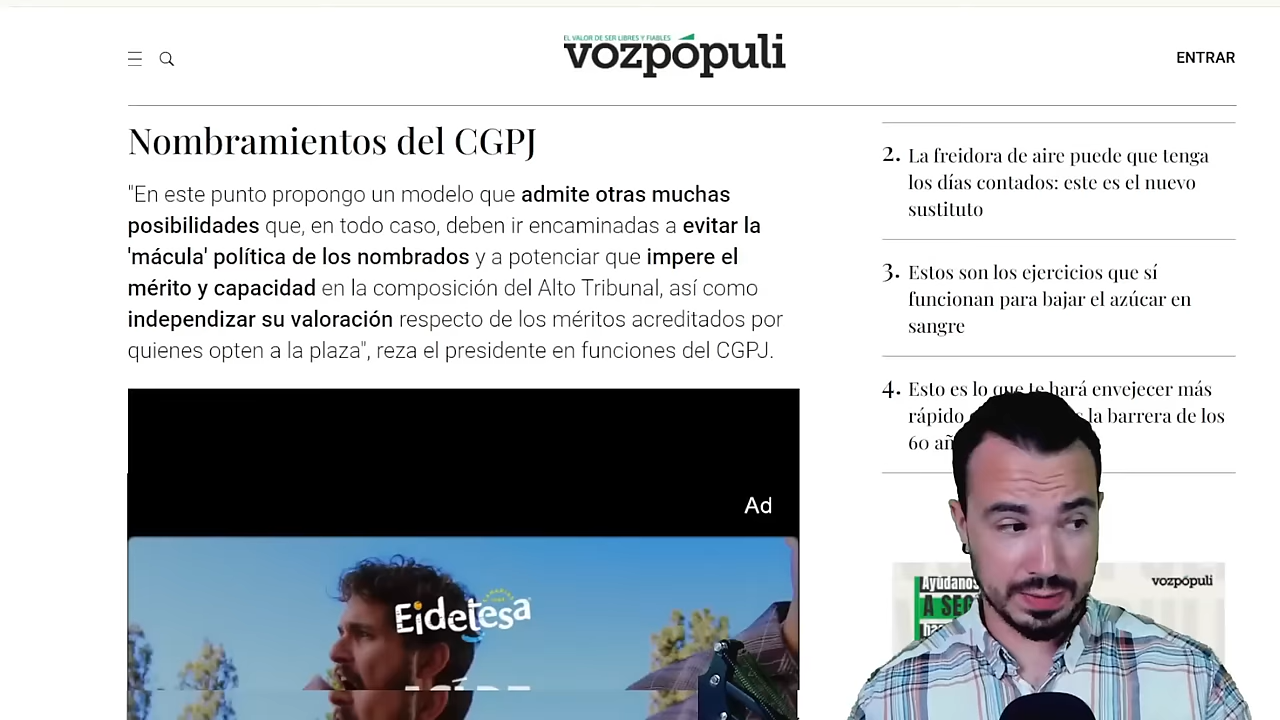 EL VALOR DE SER LIBRES Y FIABLES
vozpópuli
ENTRAR
Nombramientos del CGPJ
"En este punto propongo un modelo que admite otras muchas
posibilidades que, en todo caso, deben ir encaminadas a evitar la
'mácula' política de los nombrados y a potenciar que impere el
mérito y capacidad en la composición del Alto Tribunal, así como
independizar su valoración respecto de los méritos acreditados por
quienes opten a la plaza", reza el presidente en funciones del CGPJ.
Ad
Eidetesa
2. La freidora de aire puede que tenga
los días contados: este es el nuevo
sustituto
3. Estos son los ejercicios que sí
funcionan para bajar el azúcar en
sangre
4. Esto es lo que te hará envejecer más
rápido la barrera de los
60
vozpópuli